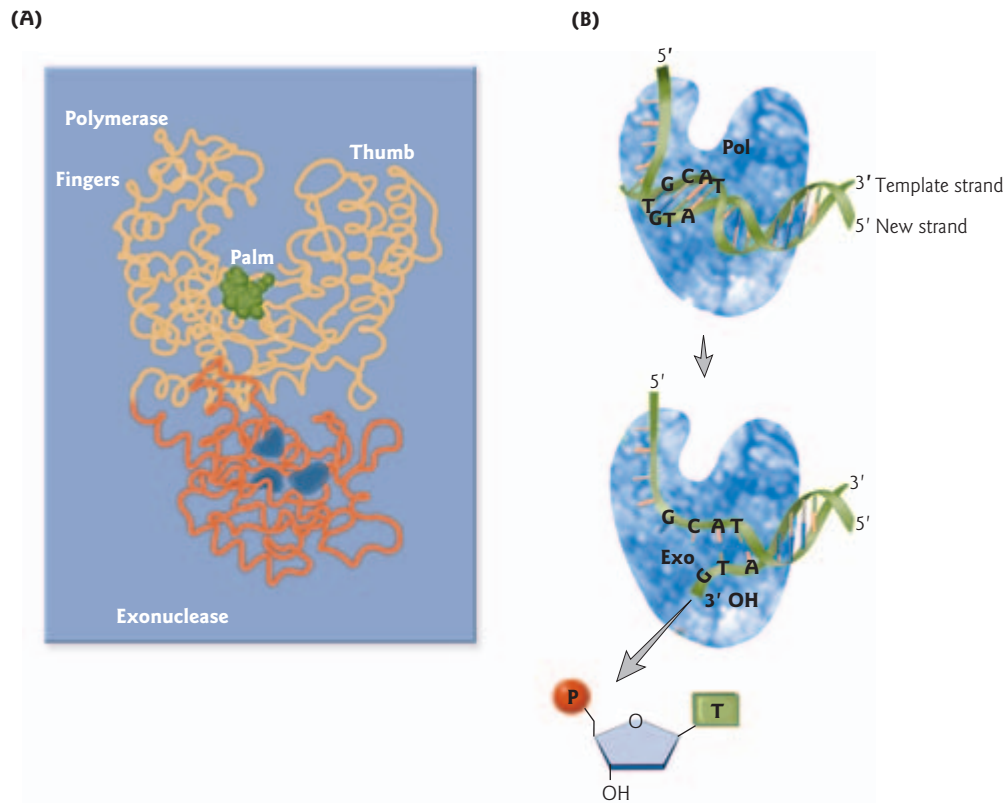 (A)
Polymerase
Fingers
Thumb
Palm
Exonuclease
(B)
5′
Pol
G C A T
T G T A
3′ Template strand
5′ New strand
5′
G C A T
3′
5′
Exo
G T A
3′ OH
P
O
T
OH